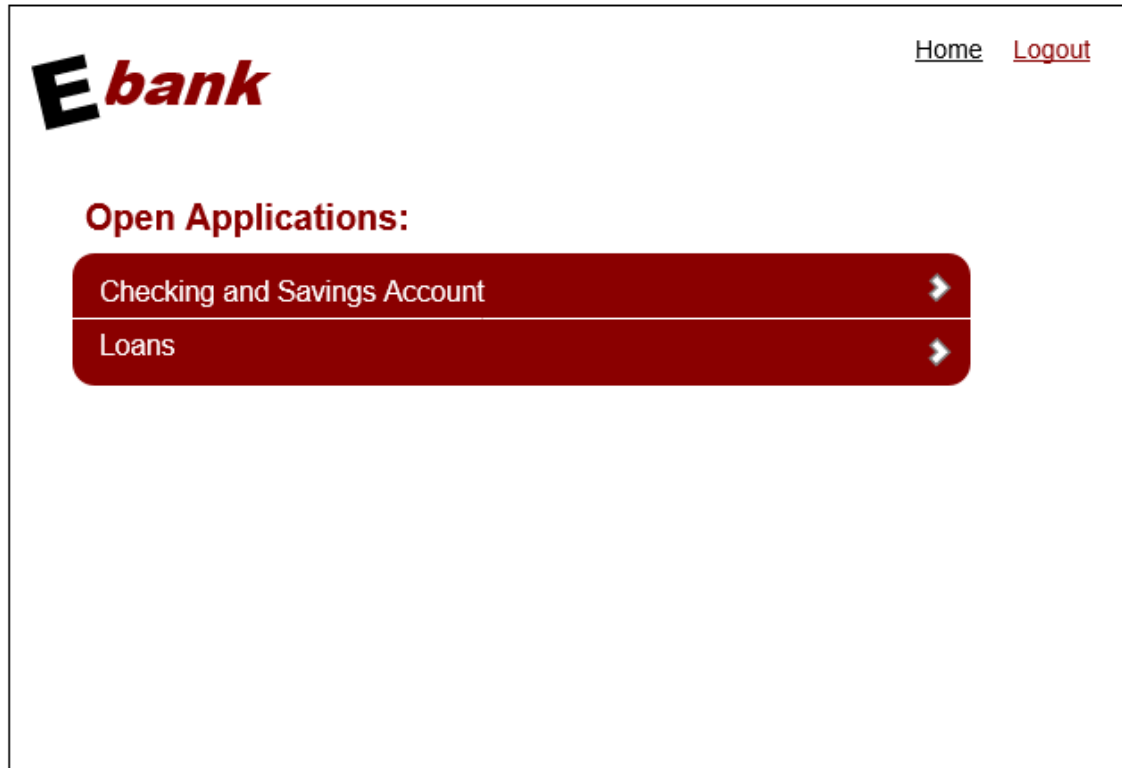 Ebank
Home Logout
Open Applications:
Checking and Savings Account
Loans